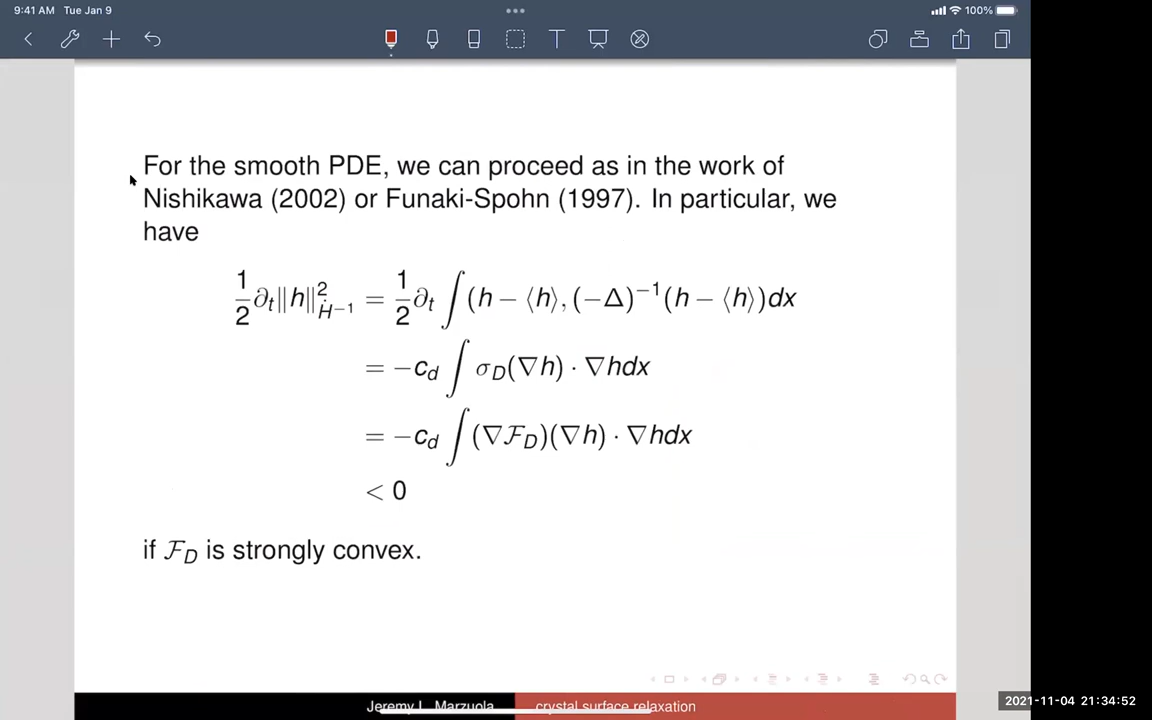 9:41 AM Tue Jan 9
100%
For the smooth PDE, we can proceed as in the work of
Nishikawa (2002) or Funaki-Spohn (1997). In particular, we
have
1/2 ∂_t‖h‖²_{Ḣ^{-1}} = 1/2 ∂_t ∫(h − ⟨h⟩, (−Δ)^{-1}(h − ⟨h⟩)dx
= −c_d ∫ σ_D(∇h) · ∇hdx
= −c_d ∫ (∇ℱ_D)(∇h) · ∇hdx
< 0
if ℱ_D is strongly convex.
Jeremy L. Marzuola crystal surface relaxation
2021-11-04 21:34:52